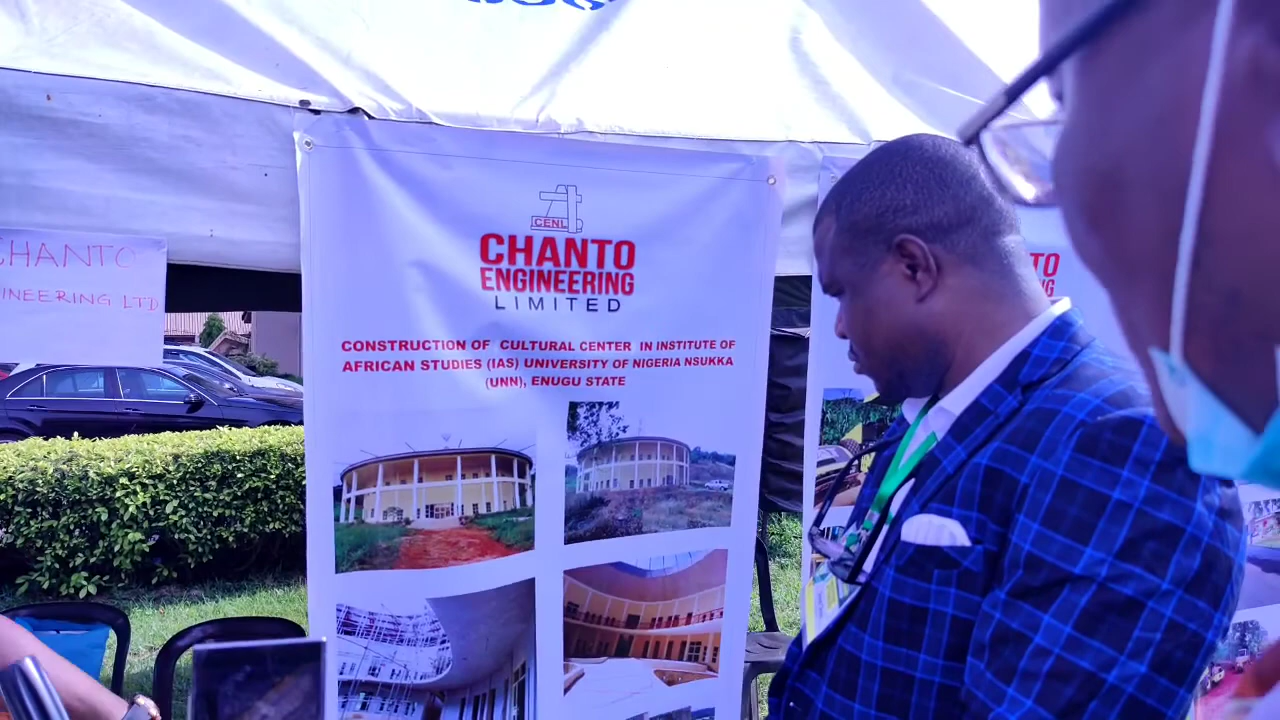 CHANTO
INEERING LTD
CENL
CHANTO
ENGINEERING
LIMITED
CONSTRUCTION OF CULTURAL CENTER IN INSTITUTE OF
AFRICAN STUDIES (IAS) UNIVERSITY OF NIGERIA NSUKKA
(UNN), ENUGU STATE
TO
NG